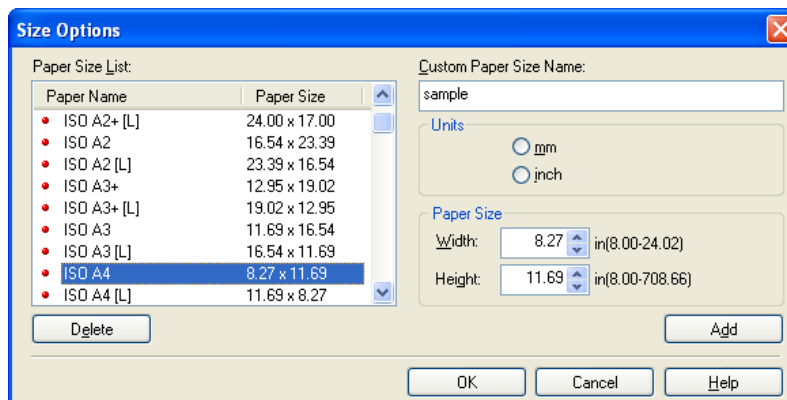 Size Options
Paper Size List:
Paper Name Paper Size
ISO A2+ [L] 24.00 x 17.00
ISO A2 16.54 x 23.39
ISO A2 [L] 23.39 x 16.54
ISO A3+ 12.95 x 19.02
ISO A3+ [L] 19.02 x 12.95
ISO A3 11.69 x 16.54
ISO A3 [L] 16.54 x 11.69
ISO A4 8.27 x 11.69
ISO A4 [L] 11.69 x 8.27
Delete
Custom Paper Size Name:
sample
Units
mm
inch
Paper Size
Width: 8.27 in(8.00-24.02)
Height: 11.69 in(8.00-708.66)
Add
OK Cancel Help